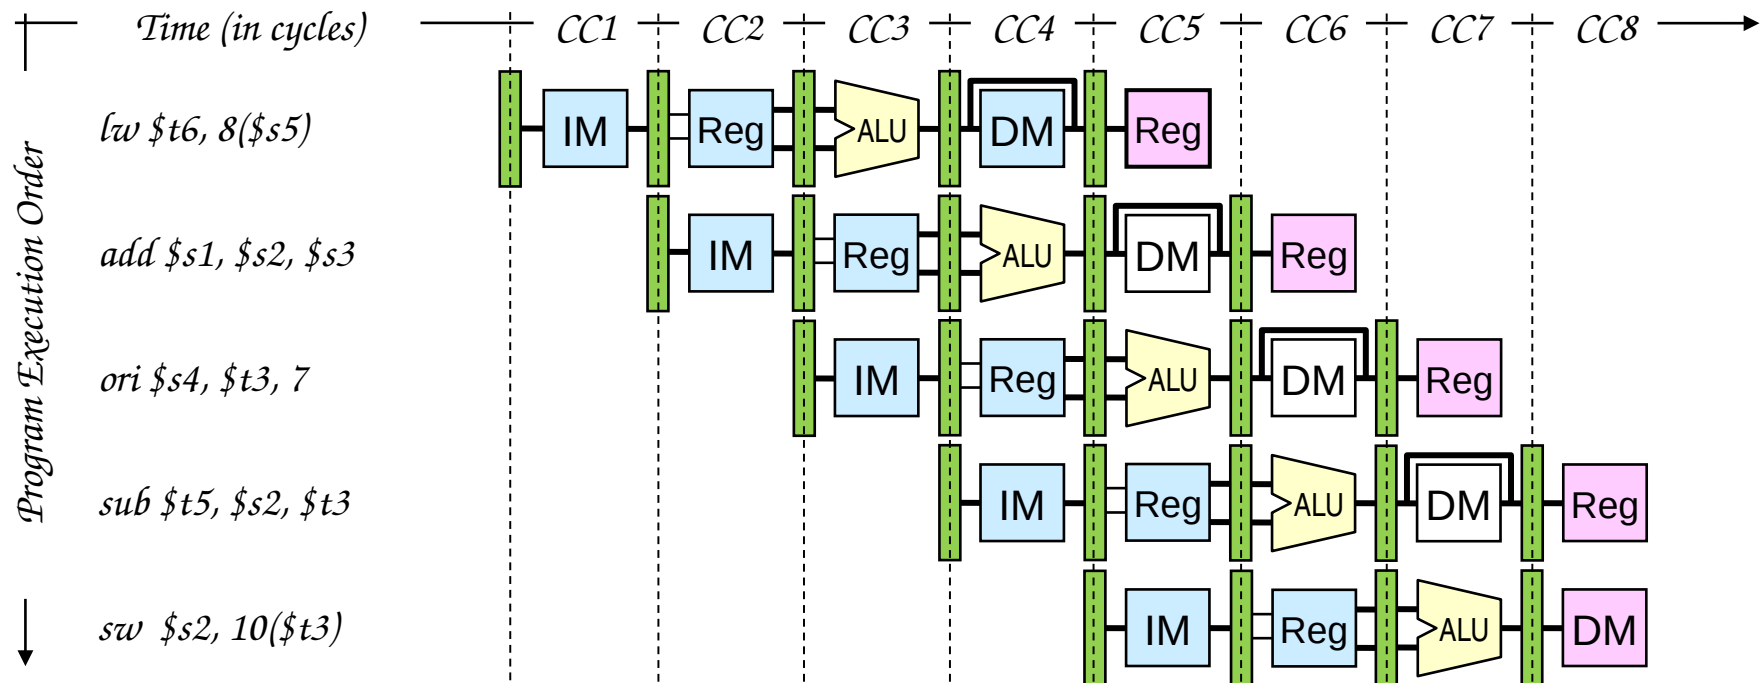 Time (in cycles) CC1 CC2 CC3 CC4 CC5 CC6 CC7 CC8
Program Execution Order
lw $t6, 8($s5) IM Reg ALU DM Reg
add $s1, $s2, $s3 IM Reg ALU DM Reg
ori $s4, $t3, 7 IM Reg ALU DM Reg
sub $t5, $s2, $t3 IM Reg ALU DM Reg
sw $s2, 10($t3) IM Reg ALU DM